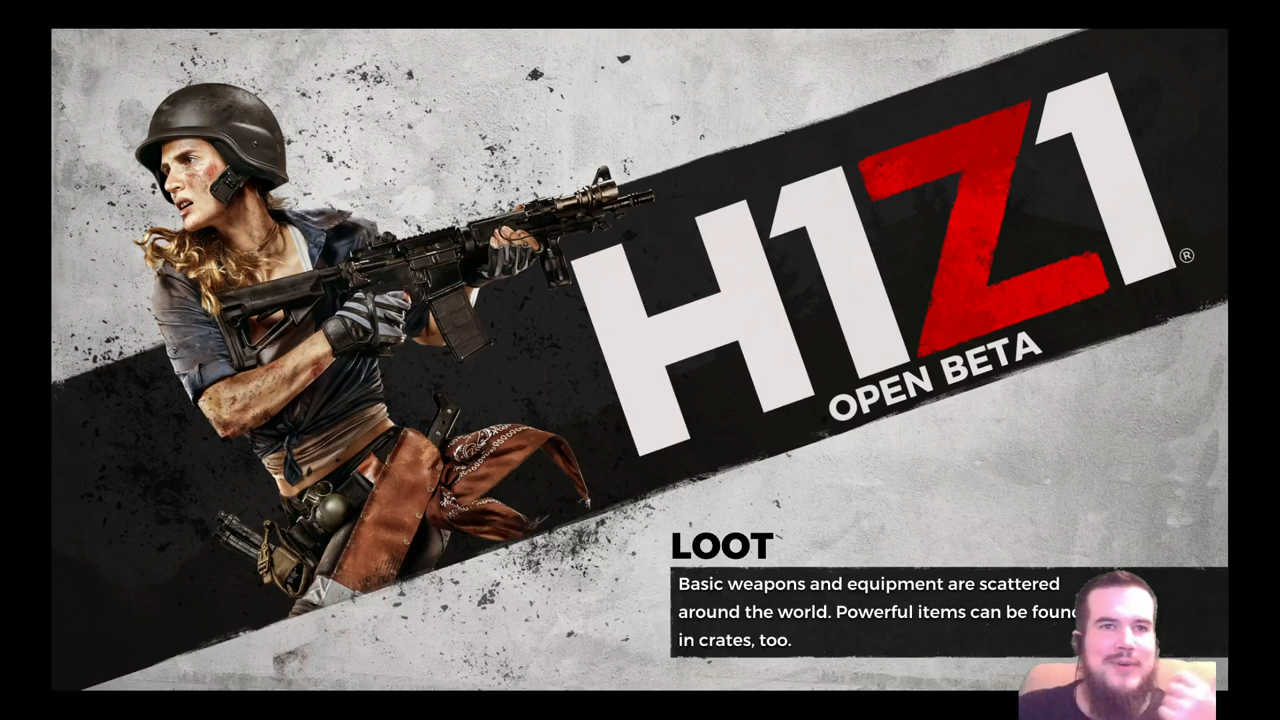 H1Z1®
OPEN BETA
LOOT
Basic weapons and equipment are scattered
around the world. Powerful items can be found
in crates, too.